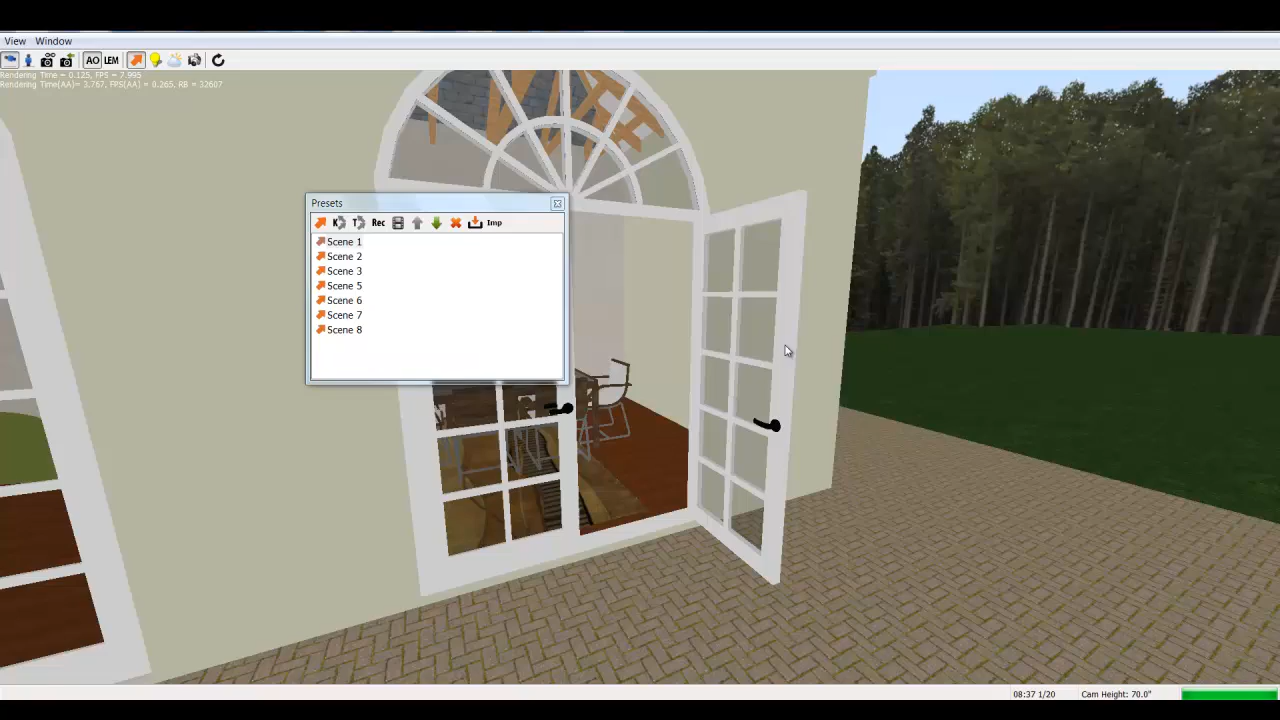 View Window
AO LEM
Rendering Time = 0.125, FPS = 7.995
Rendering Time(AA)= 3.767, FPS(AA) = 0.265, RB = 32607
Presets
Rec Imp
Scene 1
Scene 2
Scene 3
Scene 5
Scene 6
Scene 7
Scene 8
08:37 1/20 Cam Height: 70.0"